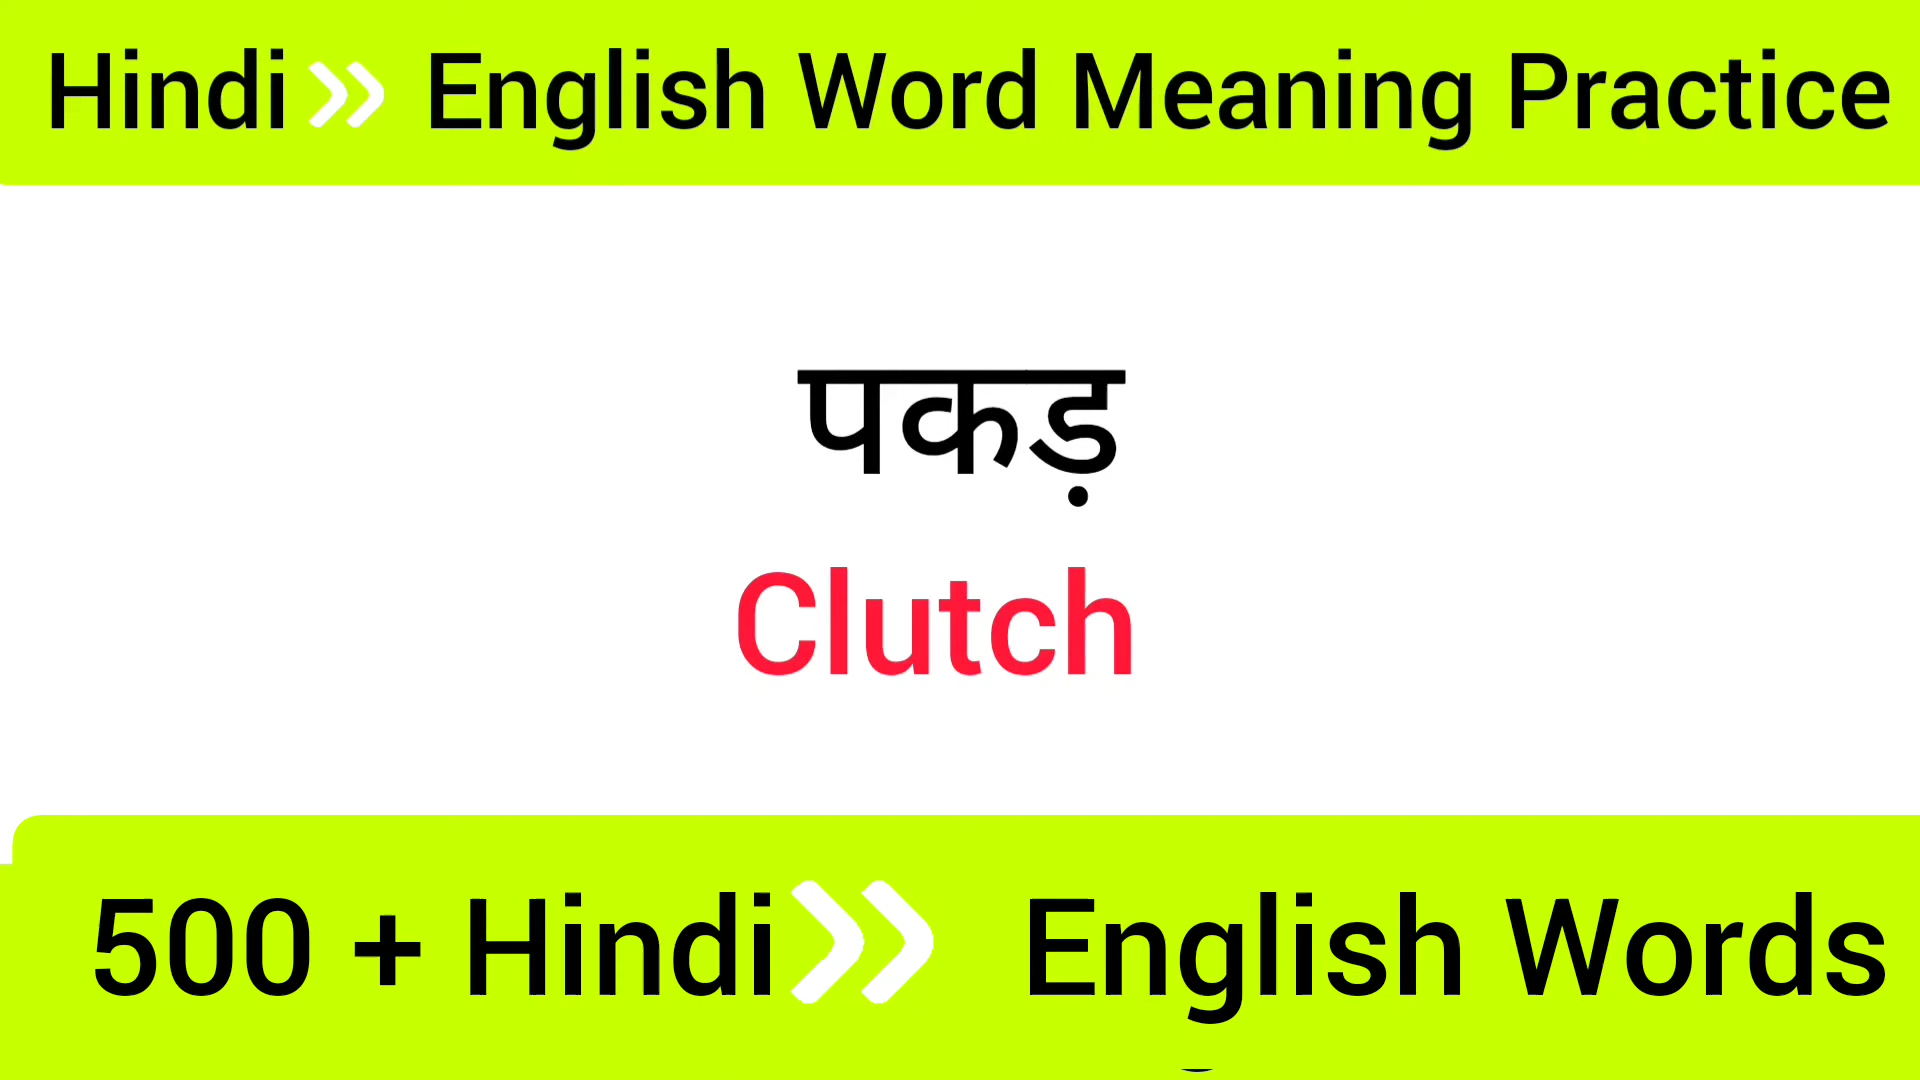 Hindi » English Word Meaning Practice
पकड़
Clutch
500 + Hindi » English Words